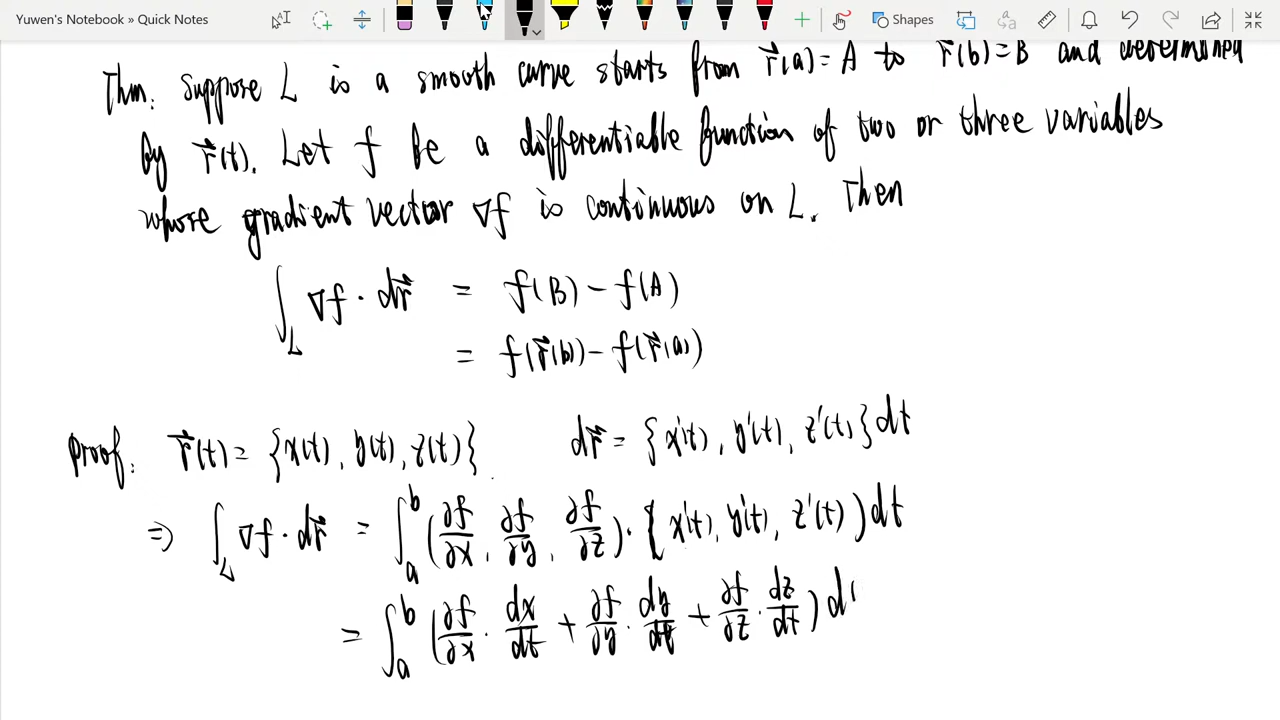 Yuwen's Notebook » Quick Notes
Shapes
Thm: Suppose L is a smooth curve starts from r⃗(a)=A to r⃗(b)=B and determined
by r⃗(t). Let f be a differentiable function of two or three variables
whose gradient vector ∇f is continuous on L. Then
∫_L ∇f · dr⃗ = f(B) − f(A)
= f(r⃗(b)) − f(r⃗(a))
proof: r⃗(t) = {x(t), y(t), z(t)}. dr⃗ = {x'(t), y'(t), z'(t)}dt
⇒ ∫_L ∇f · dr⃗ = ∫_a^b (∂f/∂x, ∂f/∂y, ∂f/∂z) · {x'(t), y'(t), z'(t)) dt
= ∫_a^b (∂f/∂x · dx/dt + ∂f/∂y · dy/dt + ∂f/∂z · dz/dt) d